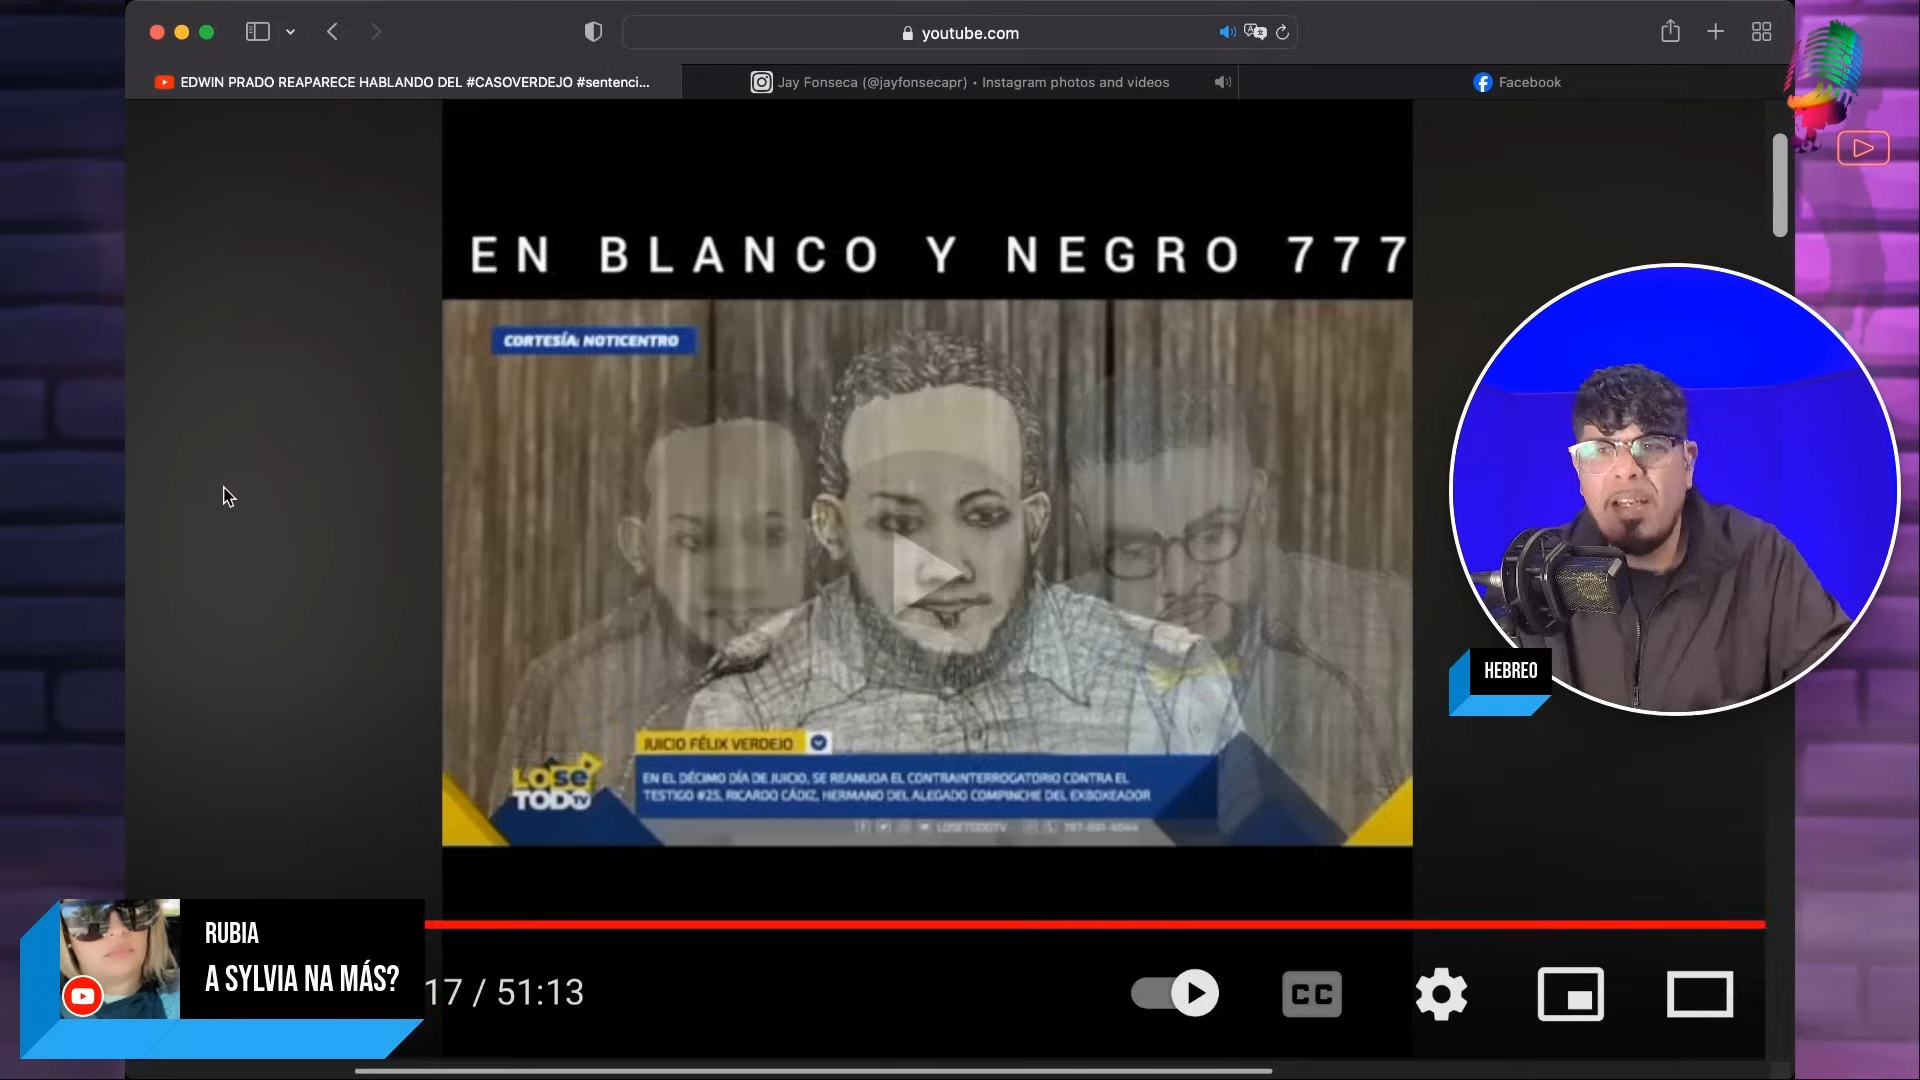 youtube.com
EDWIN PRADO REAPARECE HABLANDO DEL #CASOVERDEJO #sentenci...
Jay Fonseca (@jayfonsecapr) • Instagram photos and videos
Facebook
EN BLANCO Y NEGRO 777
CORTESÍA: NOTICENTRO
JUICIO FÉLIX VERDEJO
LO SE
TODO TV
EN EL DÉCIMO DÍA DE JUICIO, SE REANUDA EL CONTRAINTERROGATORIO CONTRA EL
TESTIGO #25, RICARDO CÁDIZ, HERMANO DEL ALEGADO COMPINCHE DEL EXBOXEADOR
LOSETODOTV
HEBREO
RUBIA
A SYLVIA NA MÁS?
17 / 51:13
CC